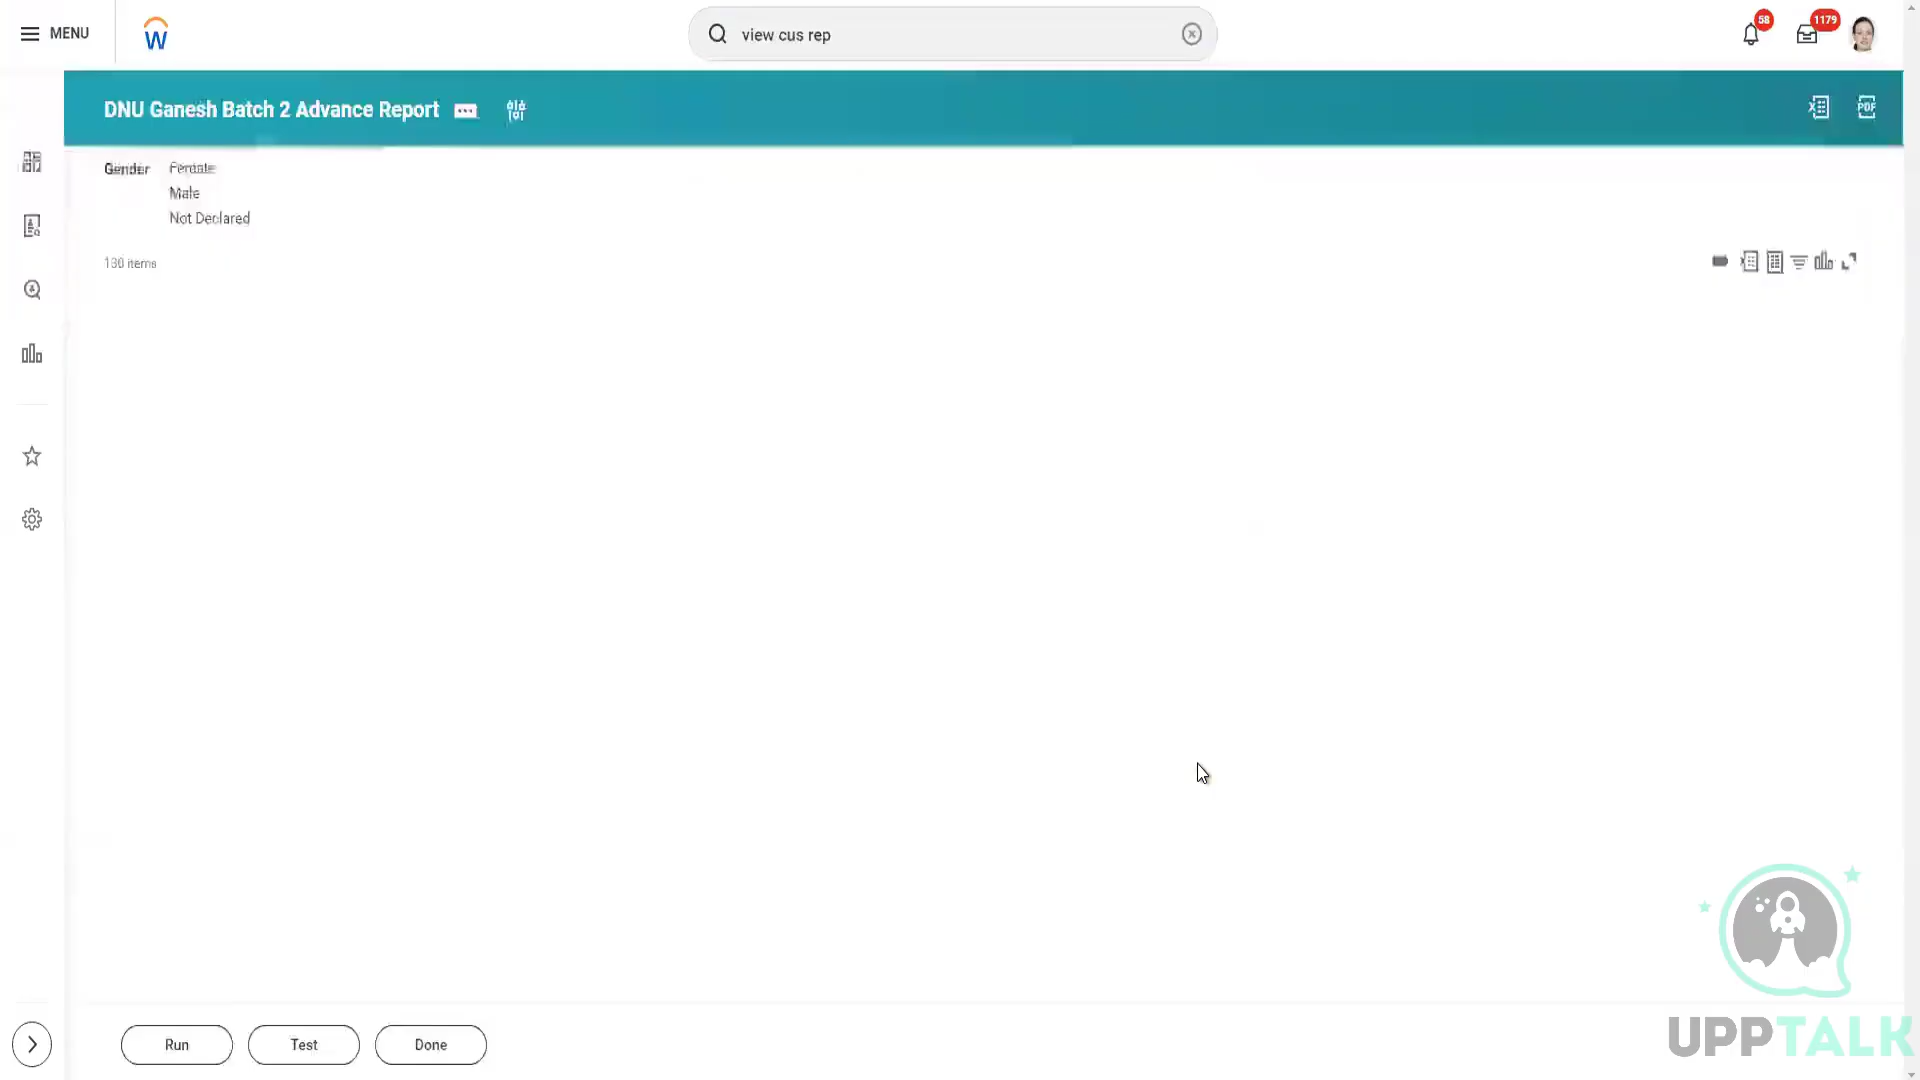 MENU
W
view cus rep
58
1179
DNU Ganesh Batch 2 Advance Report
PDF
Gender
Female
Male
Not Declared
130 items
Run
Test
Done
UPPTALK